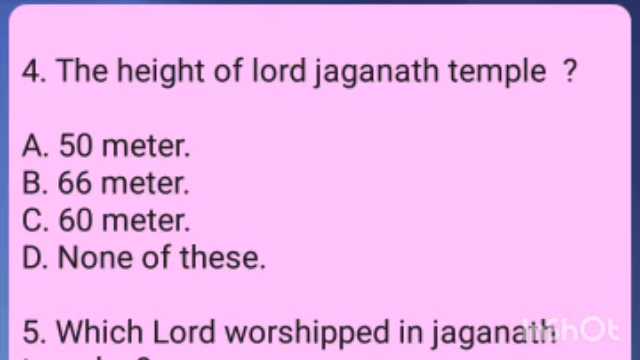 4. The height of lord jaganath temple ?
A. 50 meter.
B. 66 meter.
C. 60 meter.
D. None of these.
5. Which Lord worshipped in jaganath
InShOt